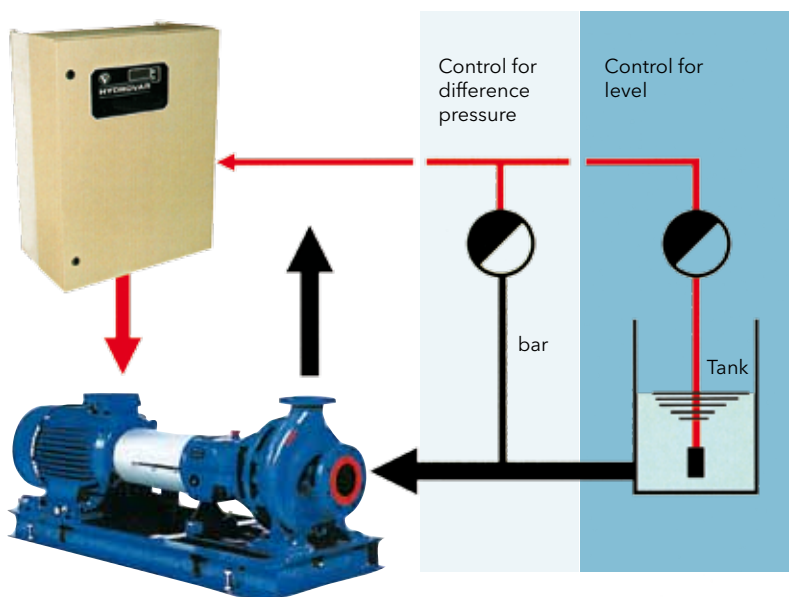 HYDROVAR
Control for
difference
pressure
Control for
level
bar
Tank